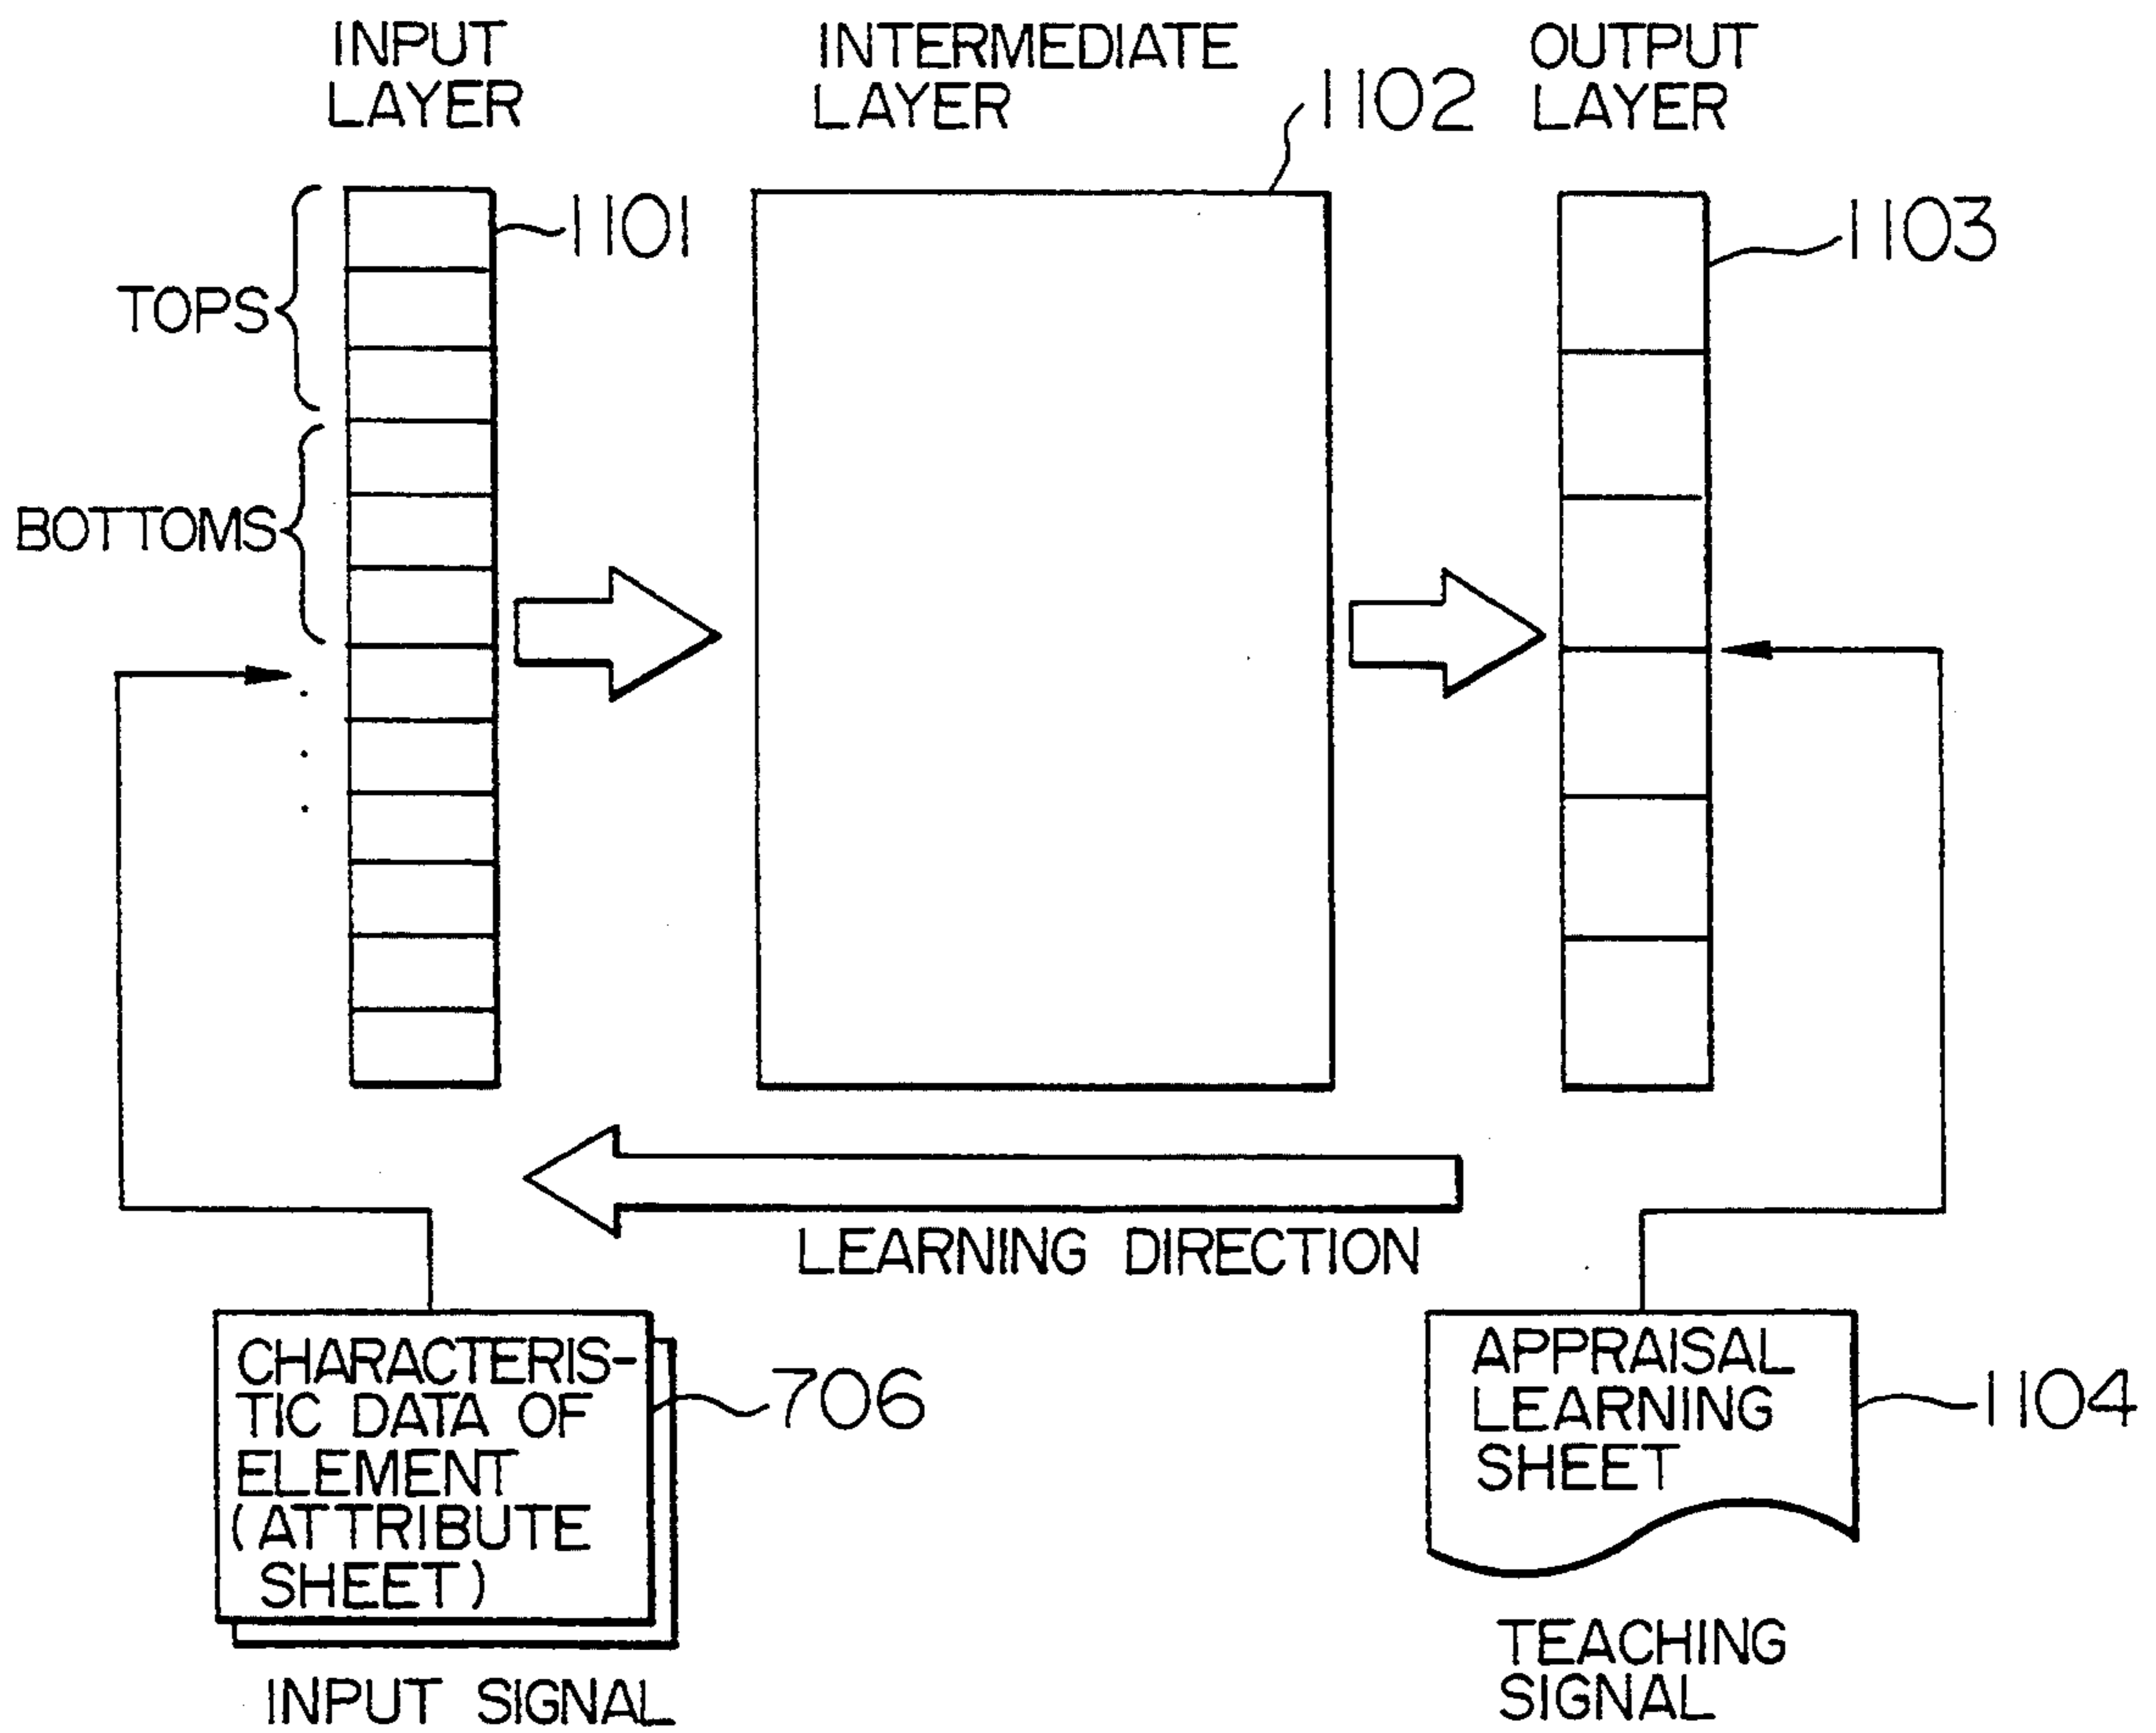 INPUT
LAYER
INTERMEDIATE
LAYER
1102
OUTPUT
LAYER
1101
1103
TOPS
BOTTOMS
LEARNING DIRECTION
CHARACTERIS-
TIC DATA OF
ELEMENT
(ATTRIBUTE
SHEET)
706
INPUT SIGNAL
APPRAISAL
LEARNING
SHEET
1104
TEACHING
SIGNAL